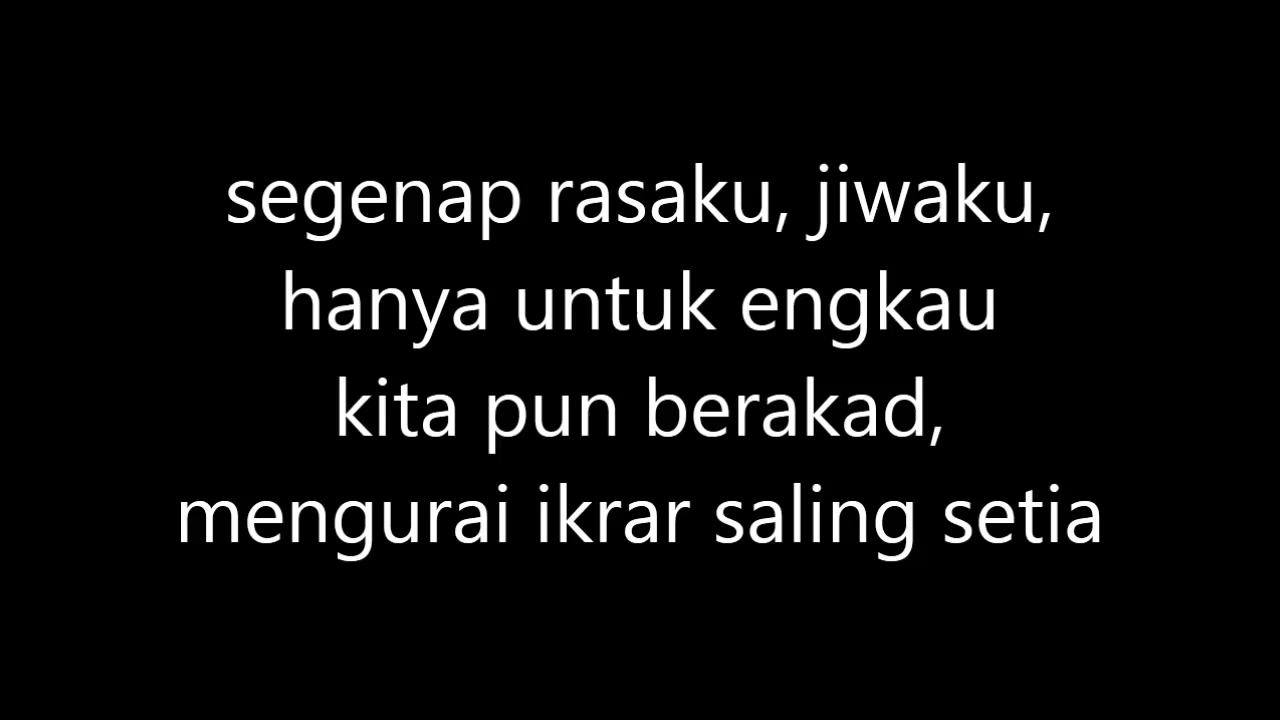 segenap rasaku, jiwaku,
hanya untuk engkau
kita pun berakad,
mengurai ikrar saling setia